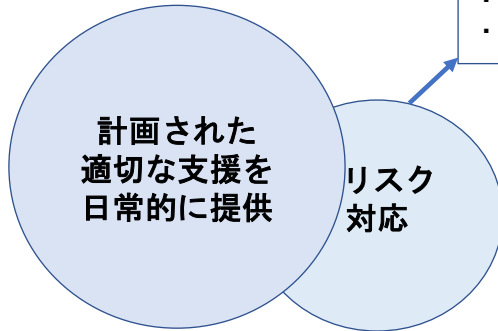 計画された
適切な支援を
日常的に提供
リスク
対応